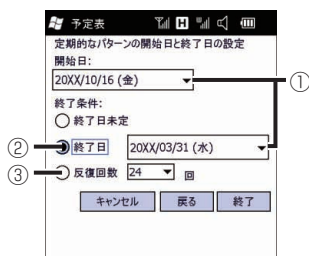 予定表
定期的なパターンの開始日と終了日の設定
開始日:
20XX/10/16 (金)
①
終了条件:
終了日未定
② 終了日 20XX/03/31 (水)
③ 反復回数 24 回
キャンセル 戻る 終了